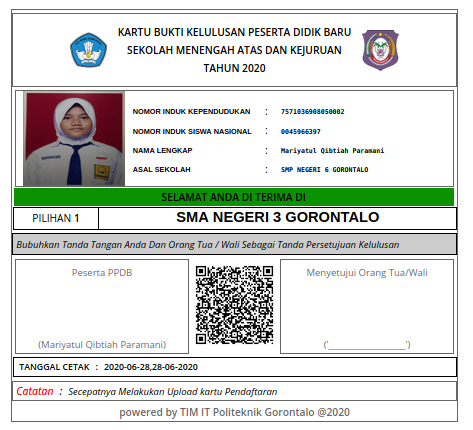 KARTU BUKTI KELULUSAN PESERTA DIDIK BARU
SEKOLAH MENENGAH ATAS DAN KEJURUAN
TAHUN 2020
NOMOR INDUK KEPENDUDUKAN : 7571036908050002
NOMOR INDUK SISWA NASIONAL : 0045966397
NAMA LENGKAP : Mariyatul Qibtiah Paramani
ASAL SEKOLAH : SMP NEGERI 6 GORONTALO
SELAMAT ANDA DI TERIMA DI
PILIHAN 1 SMA NEGERI 3 GORONTALO
Bubuhkan Tanda Tangan Anda Dan Orang Tua / Wali Sebagai Tanda Persetujuan Kelulusan
Peserta PPDB Menyetujui Orang Tua/Wali
(Mariyatul Qibtiah Paramani) ('__________________')
TANGGAL CETAK : 2020-06-28,28-06-2020
Catatan : Secepatnya Melakukan Upload kartu Pendaftaran
powered by TIM IT Politeknik Gorontalo @2020